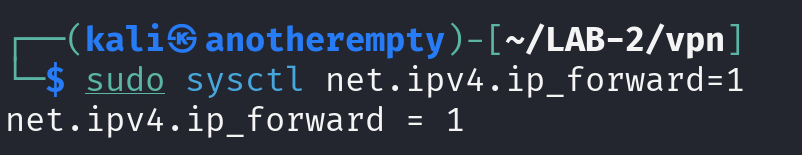 ┌──(kali㉿anotherempty)-[~/LAB-2/vpn]
└─$ sudo sysctl net.ipv4.ip_forward=1
net.ipv4.ip_forward = 1